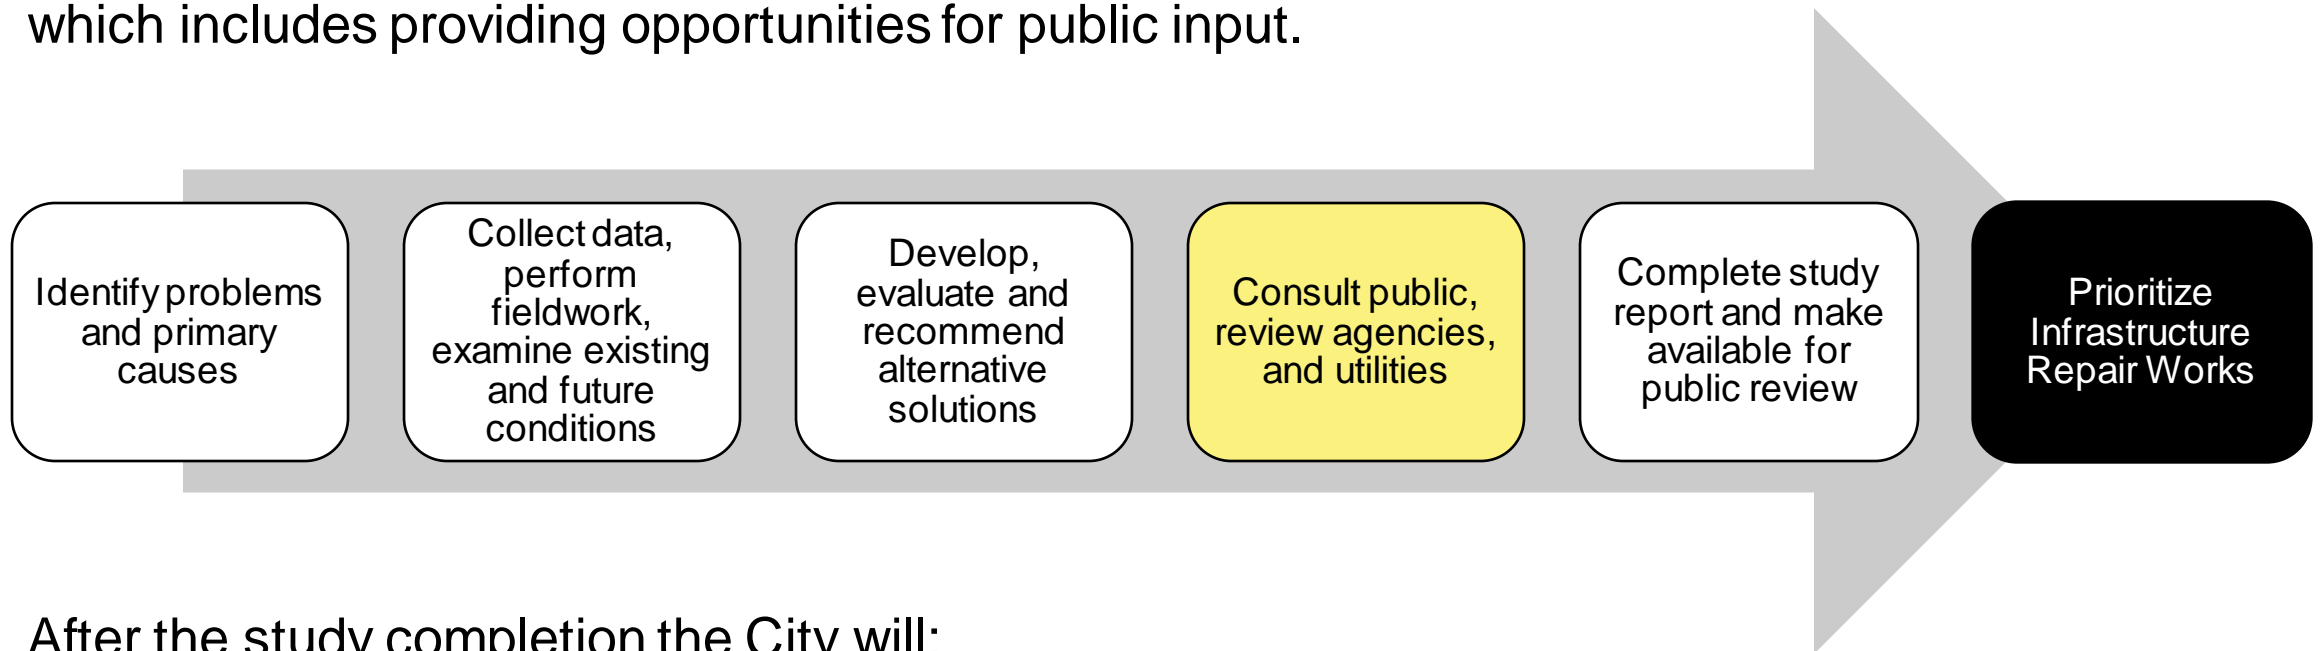 which includes providing opportunities for public input.
Identify problems
and primary
causes
Collect data,
perform
fieldwork,
examine existing
and future
conditions
Develop,
evaluate and
recommend
alternative
solutions
Consult public,
review agencies,
and utilities
Complete study
report and make
available for
public review
Prioritize
Infrastructure
Repair Works
After the study completion the City will: